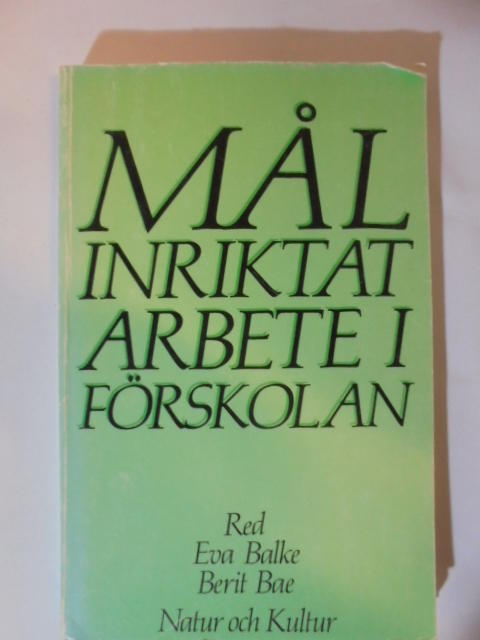 MÅL
INRIKTAT
ARBETE I
FÖRSKOLAN
Red
Eva Balke
Berit Bae
Natur och Kultur